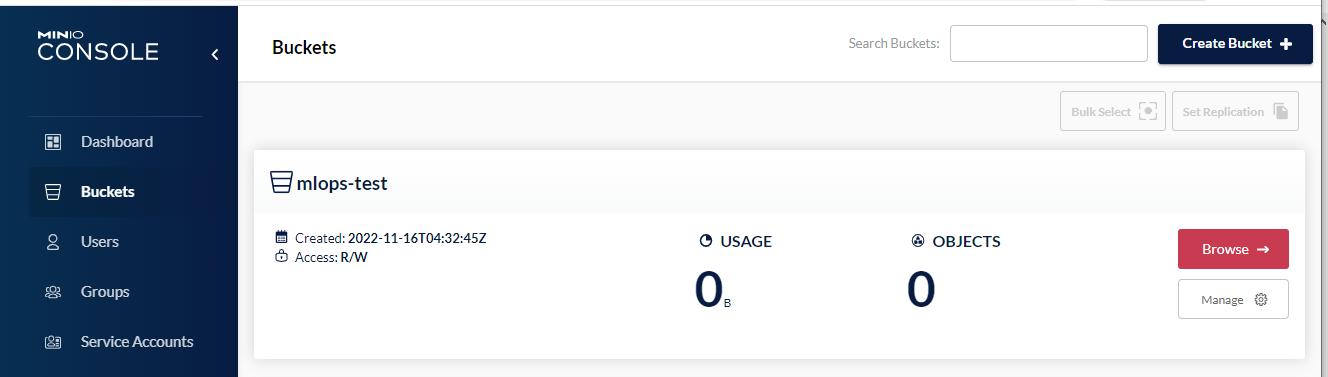 MINIO
CONSOLE
Dashboard
Buckets
Users
Groups
Service Accounts
Buckets
Search Buckets:
Create Bucket
Bulk Select
Set Replication
mlops-test
Created: 2022-11-16T04:32:45Z
Access: R/W
USAGE
0 B
OBJECTS
0
Browse
Manage